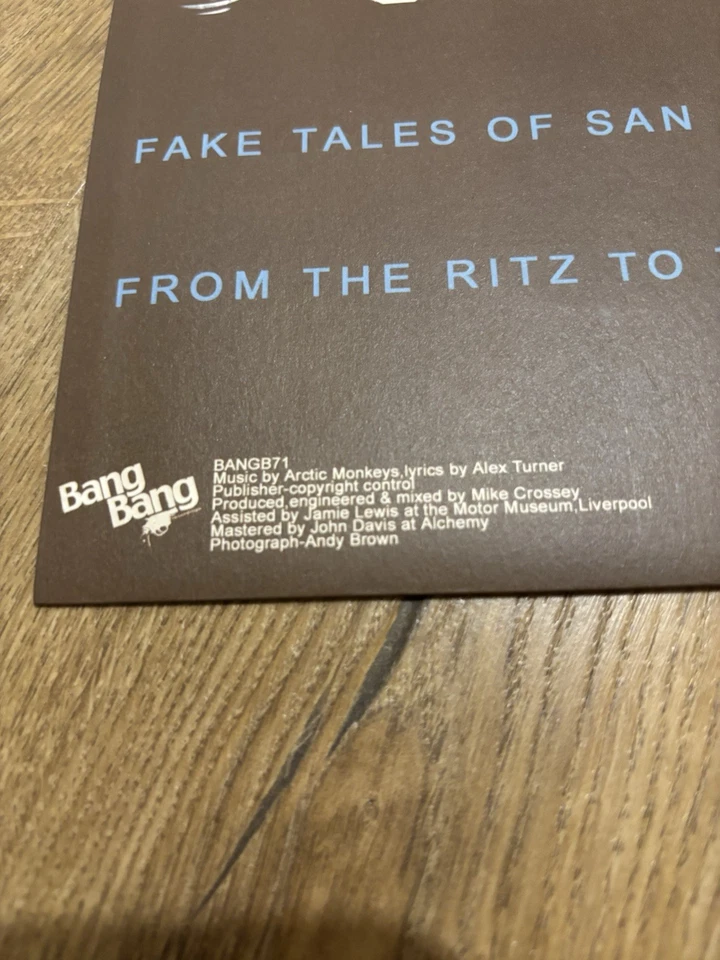 FAKE TALES OF SAN
FROM THE RITZ TO
Bang
Bang
BANGB71
Music by Arctic Monkeys,lyrics by Alex Turner
Publisher-copyright control
Produced,engineered & mixed by Mike Crossey
Assisted by Jamie Lewis at the Motor Museum,Liverpool
Mastered by John Davis at Alchemy
Photograph-Andy Brown